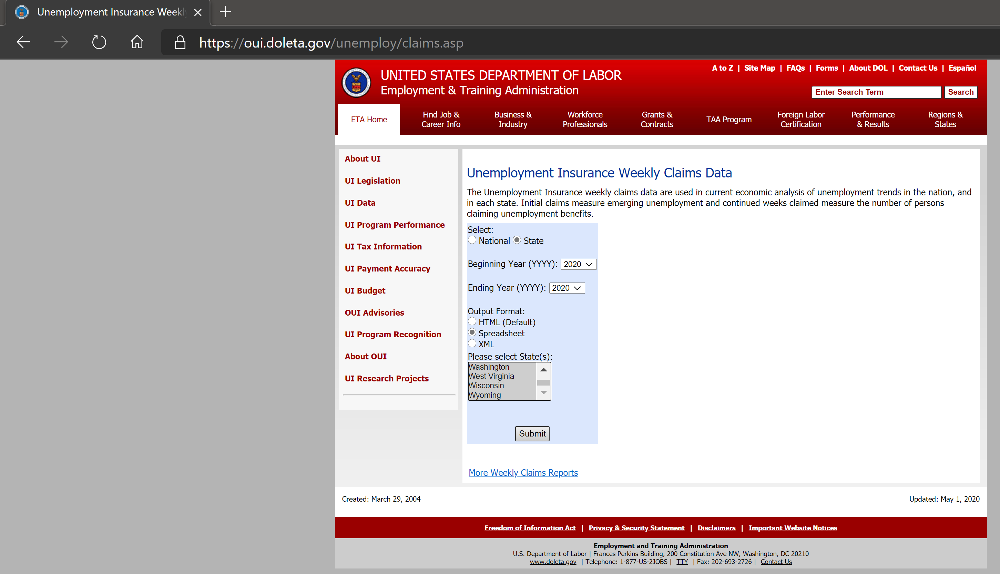 Unemployment Insurance Weekly
https://oui.doleta.gov/unemploy/claims.asp
A to Z | Site Map | FAQs | Forms | About DOL | Contact Us | Español
UNITED STATES DEPARTMENT OF LABOR
Employment & Training Administration
Enter Search Term Search
ETA Home
Find Job &
Career Info
Business &
Industry
Workforce
Professionals
Grants &
Contracts
TAA Program
Foreign Labor
Certification
Performance
& Results
Regions &
States
About UI
UI Legislation
UI Data
UI Program Performance
UI Tax Information
UI Payment Accuracy
UI Budget
OUI Advisories
UI Program Recognition
About OUI
UI Research Projects
Unemployment Insurance Weekly Claims Data
The Unemployment Insurance weekly claims data are used in current economic analysis of unemployment trends in the nation, and
in each state. Initial claims measure emerging unemployment and continued weeks claimed measure the number of persons
claiming unemployment benefits.
Select:
National State
Beginning Year (YYYY): 2020
Ending Year (YYYY): 2020
Output Format:
HTML (Default)
Spreadsheet
XML
Please select State(s):
Washington
West Virginia
Wisconsin
Wyoming
Submit
More Weekly Claims Reports
Created: March 29, 2004
Updated: May 1, 2020
Freedom of Information Act | Privacy & Security Statement | Disclaimers | Important Website Notices
Employment and Training Administration
U.S. Department of Labor | Frances Perkins Building, 200 Constitution Ave NW, Washington, DC 20210
www.doleta.gov | Telephone: 1-877-US-2JOBS | TTY | Fax: 202-693-2726 | Contact Us